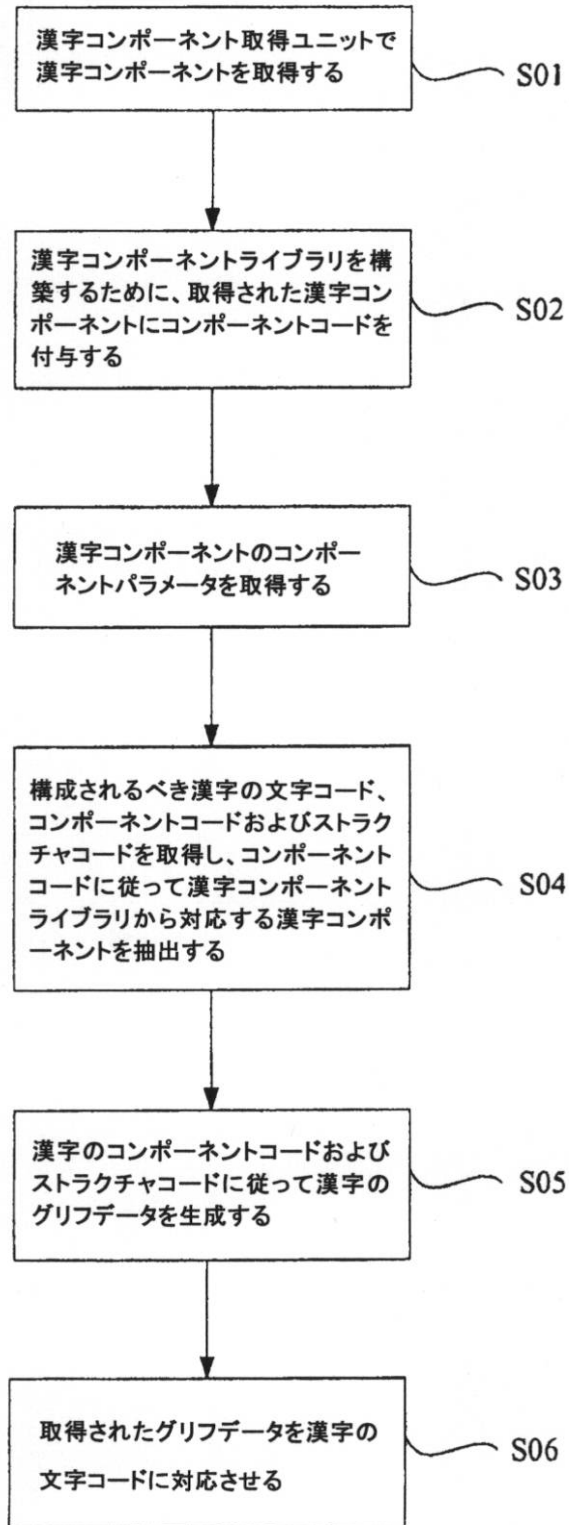 漢字コンポーネント取得ユニットで
漢字コンポーネントを取得する
S01
漢字コンポーネントライブラリを構
築するために、取得された漢字コン
ポーネントにコンポーネントコードを
付与する
S02
漢字コンポーネントのコンポー
ネントパラメータを取得する
S03
構成されるべき漢字の文字コード、
コンポーネントコードおよびストラク
チャコードを取得し、コンポーネント
コードに従って漢字コンポーネント
ライブラリから対応する漢字コンポ
ーネントを抽出する
S04
漢字のコンポーネントコードおよび
ストラクチャコードに従って漢字の
グリフデータを生成する
S05
取得されたグリフデータを漢字の
文字コードに対応させる
S06